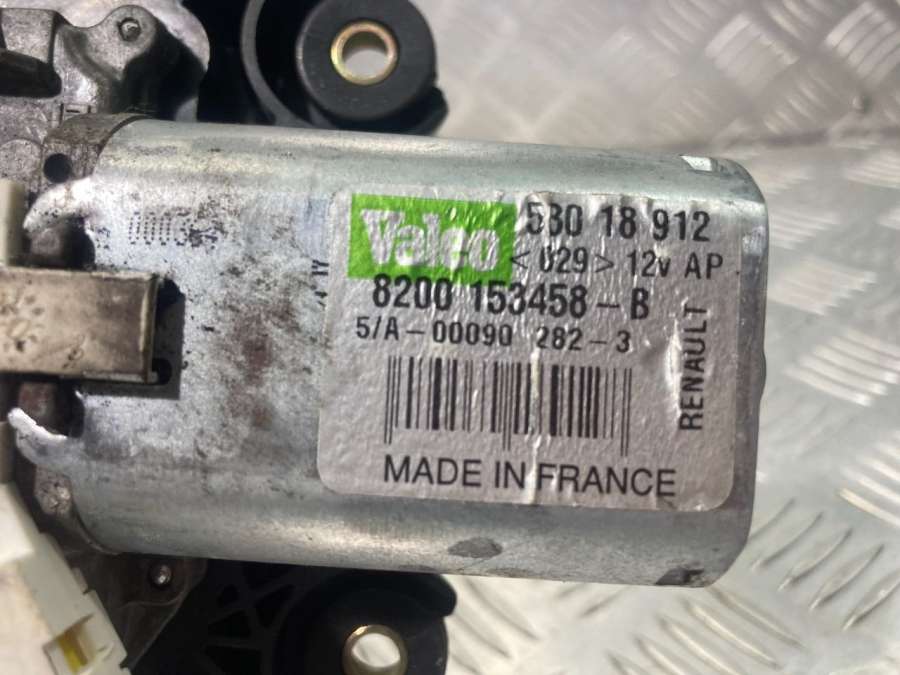 Valeo 530 18 912
<029> 12v AP
8200 153458-B
5/A-00090 282-3
RENAULT
MADE IN FRANCE